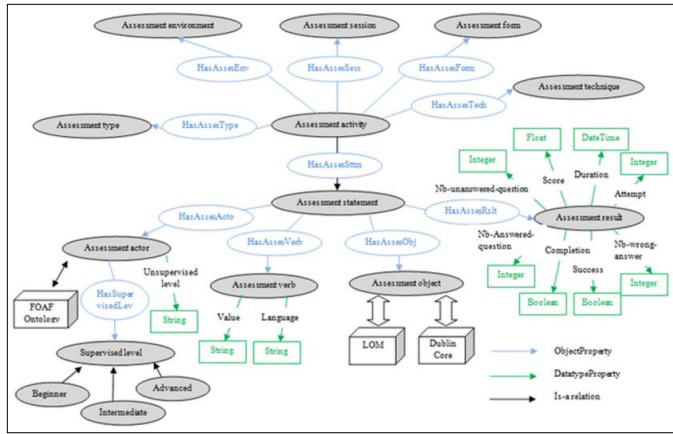 Assessment environment
Assessment session
Assessment form
HasAssesEnv
HasAssesSess
HasAssesForm
Assessment technique
HasAssesTech
Assessment type
HasAssesType
Assessment activity
HasAssesSttm
Float
DateTime
Integer
Integer
Score
Duration
Attempt
Nb-unanswered-question
Assessment statement
HasAssesActo
HasAssesRslt
Assessment result
HasAssesVerb
HasAssesObj
Assessment actor
Nb-Answered-
question
Completion
Nb-wrong-
answer
Success
Unsupervised
level
Assessment verb
Assessment object
Integer
Integer
Boolean
Boolean
FOAF
Ontology
HasSuper
visedLev
String
Value
Language
String
String
LOM
Dublin
Core
Supervised level
ObjectProperty
DatatypeProperty
Is-a relation
Beginner
Advanced
Intermediate